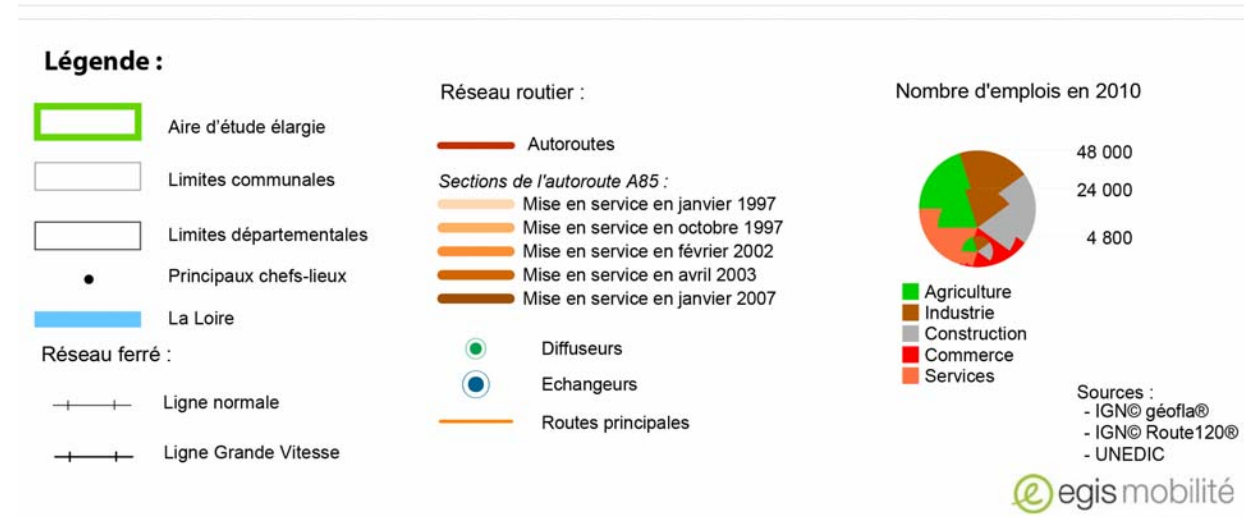 Légende :
Aire d'étude élargie
Limites communales
Limites départementales
Principaux chefs-lieux
La Loire
Réseau ferré :
Ligne normale
Ligne Grande Vitesse
Réseau routier :
Autoroutes
Sections de l'autoroute A85 :
Mise en service en janvier 1997
Mise en service en octobre 1997
Mise en service en février 2002
Mise en service en avril 2003
Mise en service en janvier 2007
Diffuseurs
Echangeurs
Routes principales
Nombre d'emplois en 2010
48 000
24 000
4 800
Agriculture
Industrie
Construction
Commerce
Services
Sources :
- IGN© géofla®
- IGN© Route120®
- UNEDIC
egis mobilité